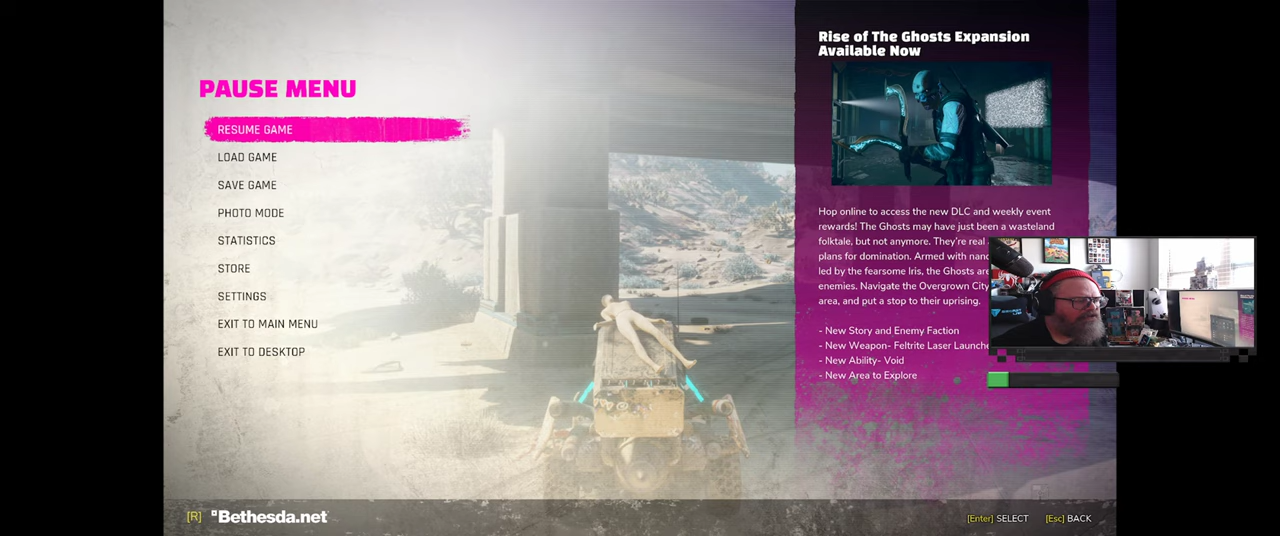 PAUSE MENU
RESUME GAME
LOAD GAME
SAVE GAME
PHOTO MODE
STATISTICS
STORE
SETTINGS
EXIT TO MAIN MENU
EXIT TO DESKTOP
Rise of The Ghosts Expansion
Available Now
Hop online to access the new DLC and weekly event
rewards! The Ghosts may have just been a wasteland
folktale, but not anymore. They're real
plans for domination. Armed with
led by the fearsome Iris, the Ghosts
enemies. Navigate the Overgrown City
area, and put a stop to their uprising.
- New Story and Enemy Faction
- New Weapon- Feltrite Laser
- New Ability- Void
- New Area to Explore
[R] Bethesda.net
[Enter] SELECT [Esc] BACK